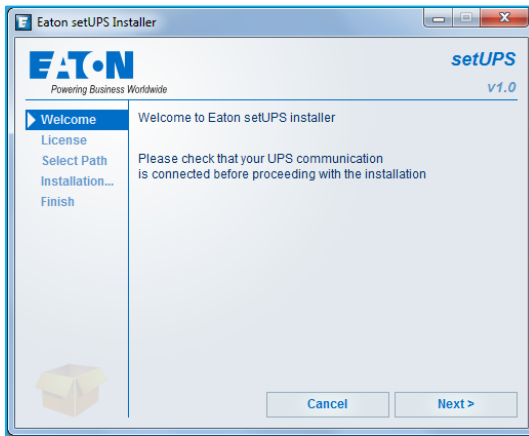 Eaton setUPS Installer
EATON
Powering Business Worldwide
setUPS
v1.0
Welcome
License
Select Path
Installation...
Finish
Welcome to Eaton setUPS installer
Please check that your UPS communication
is connected before proceeding with the installation
Cancel
Next >